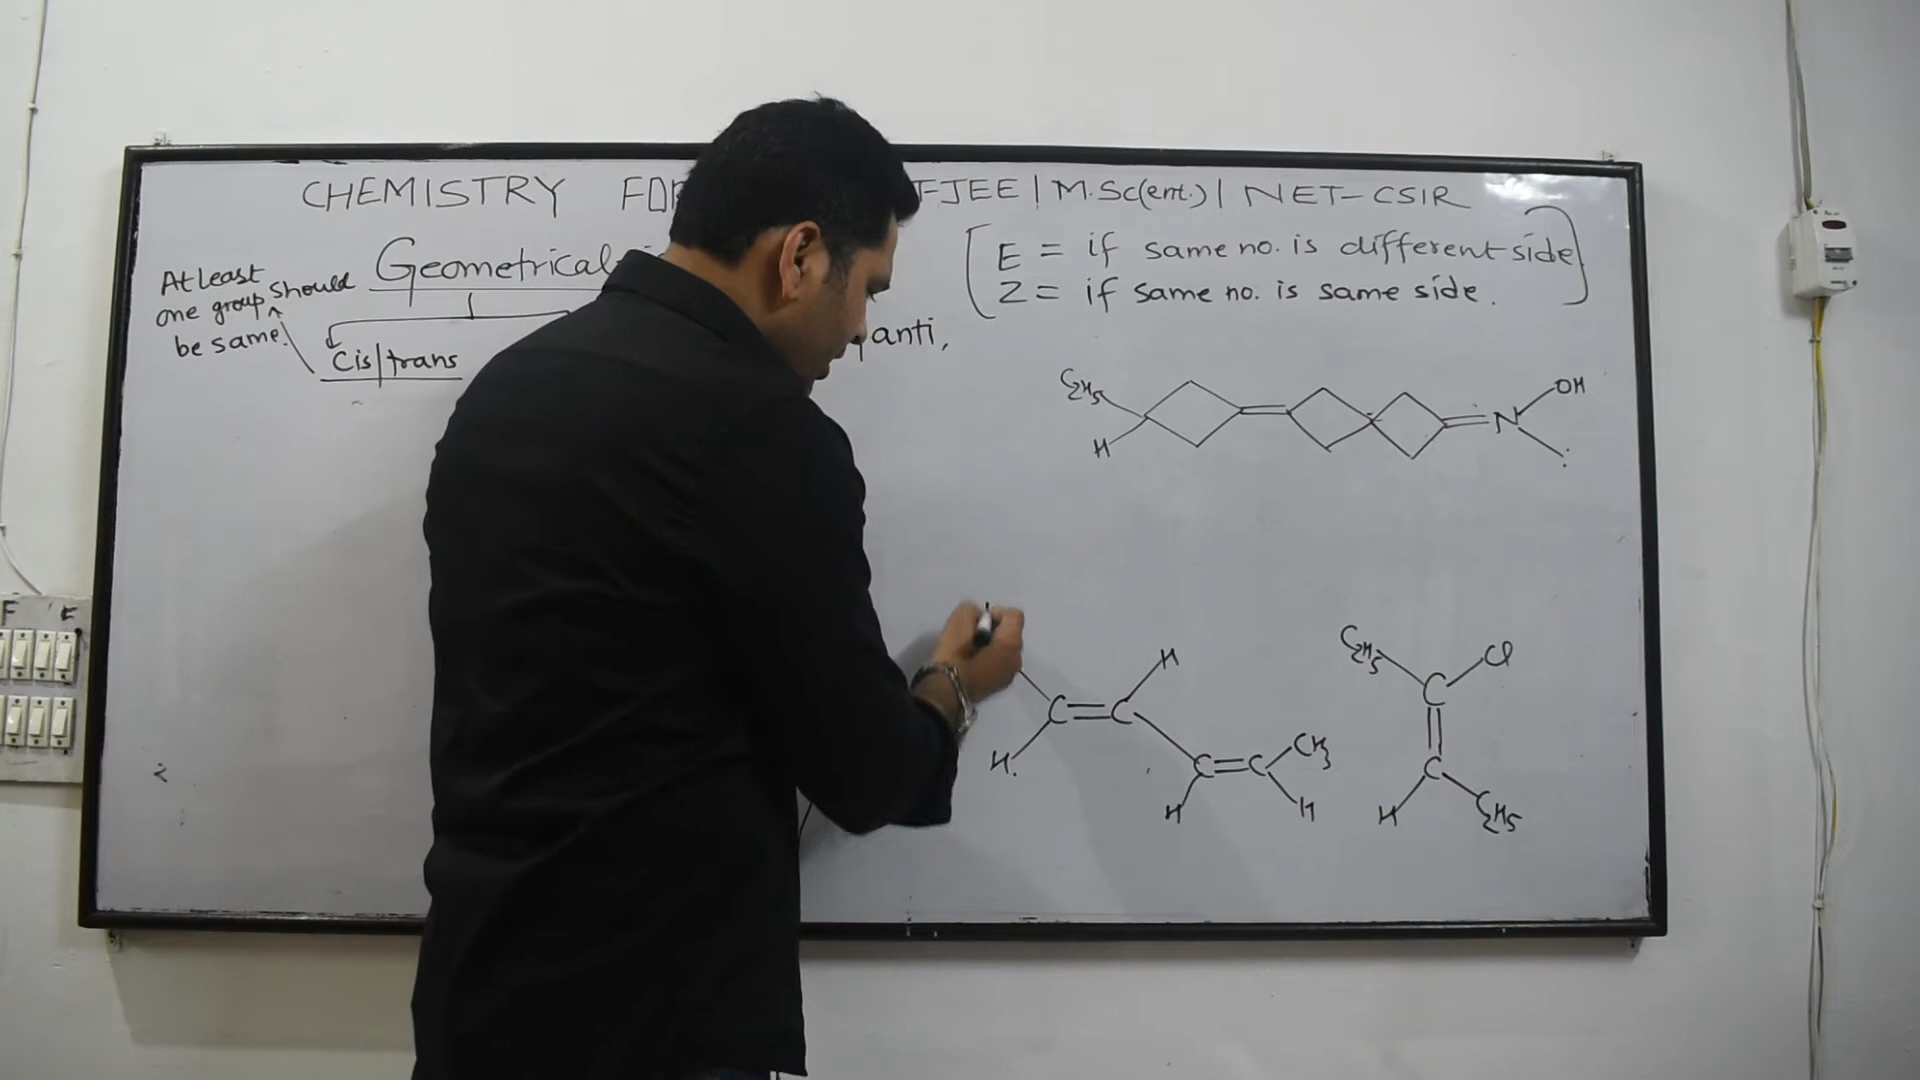 CHEMISTRY FOR -JEE | M.Sc(ent.) | NET-CSIR
Geometrical
At least
one group should
be same.
Cis/trans
anti,
E = if same no. is different side
Z = if same no. is same side.
C2H5
H
N
OH
:
H
C=C
H.
C=C
CH3
H
H
C2H5
Cl
C
C
H
C2H5
F
F